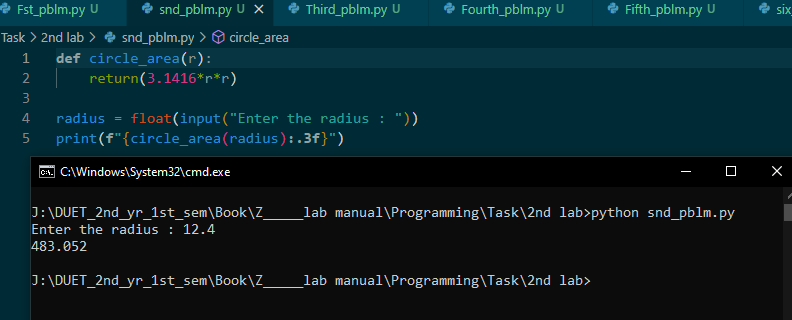 Fst_pblm.py U snd_pblm.py U Third_pblm.py U Fourth_pblm.py U Fifth_pblm.py U six_
Task > 2nd lab > snd_pblm.py > circle_area
1 def circle_area(r):
2 return(3.1416*r*r)
3
4 radius = float(input("Enter the radius : "))
5 print(f"{circle_area(radius):.3f}")
C:\Windows\System32\cmd.exe
J:\DUET_2nd_yr_1st_sem\Book\Z_____lab manual\Programming\Task\2nd lab>python snd_pblm.py
Enter the radius : 12.4
483.052
J:\DUET_2nd_yr_1st_sem\Book\Z_____lab manual\Programming\Task\2nd lab>